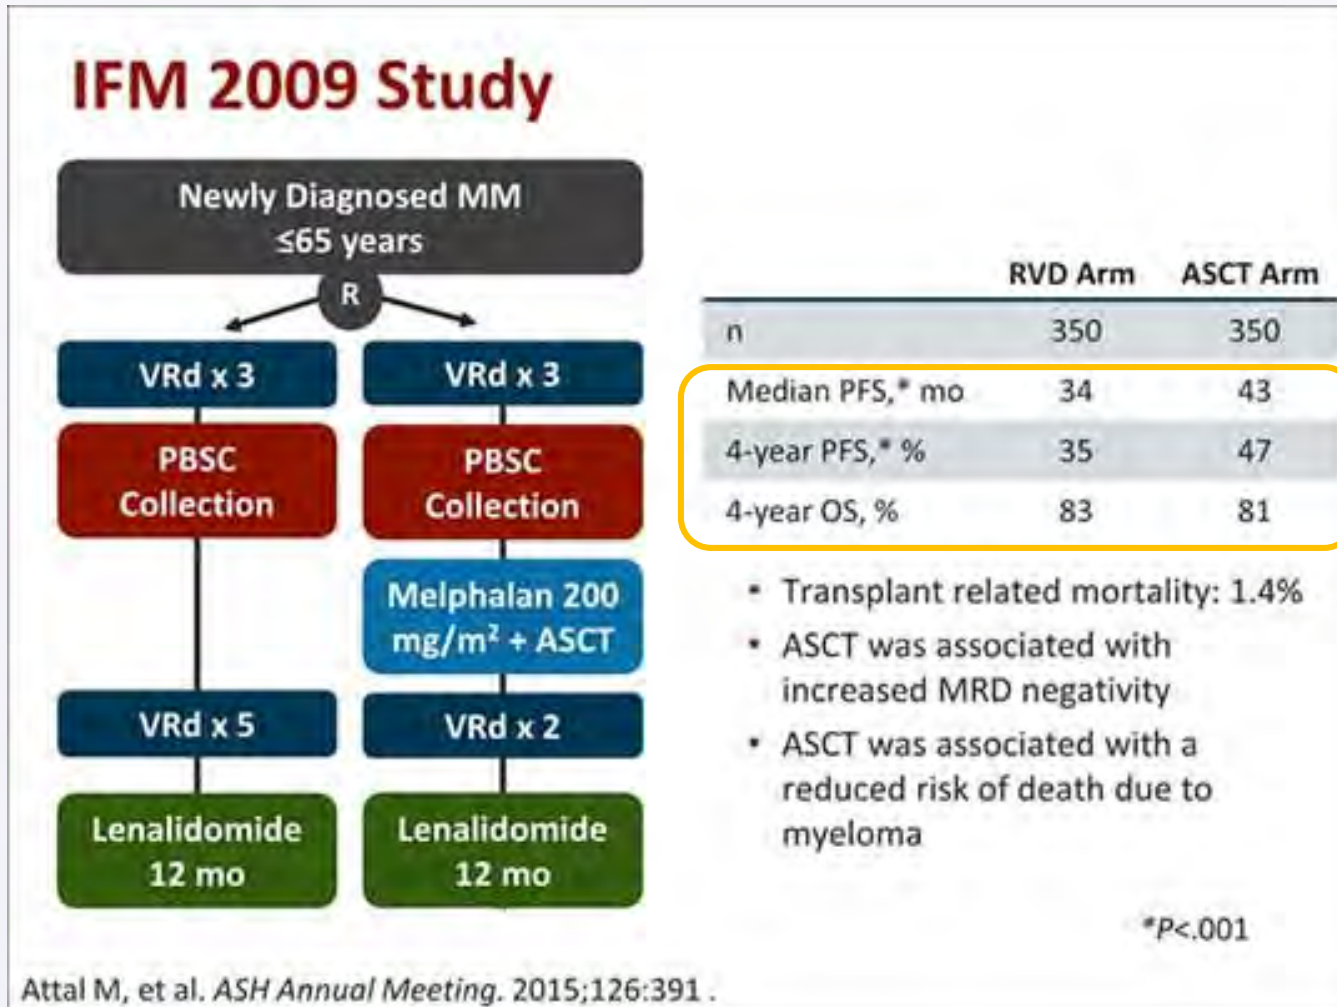 IFM 2009 Study
Newly Diagnosed MM
≤65 years
R
VRd x 3
VRd x 3
PBSC
Collection
PBSC
Collection
Melphalan 200
mg/m² + ASCT
VRd x 5
VRd x 2
Lenalidomide
12 mo
Lenalidomide
12 mo
RVD Arm ASCT Arm
n 350 350
Median PFS,* mo 34 43
4-year PFS,* % 35 47
4-year OS, % 83 81
• Transplant related mortality: 1.4%
• ASCT was associated with
increased MRD negativity
• ASCT was associated with a
reduced risk of death due to
myeloma
*P<.001
Attal M, et al. ASH Annual Meeting. 2015;126:391 .